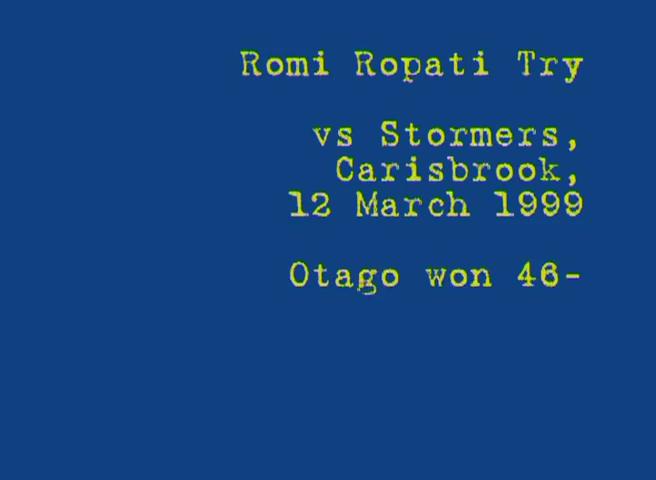 Romi Ropati Try
vs Stormers,
Carisbrook,
12 March 1999
Otago won 46-